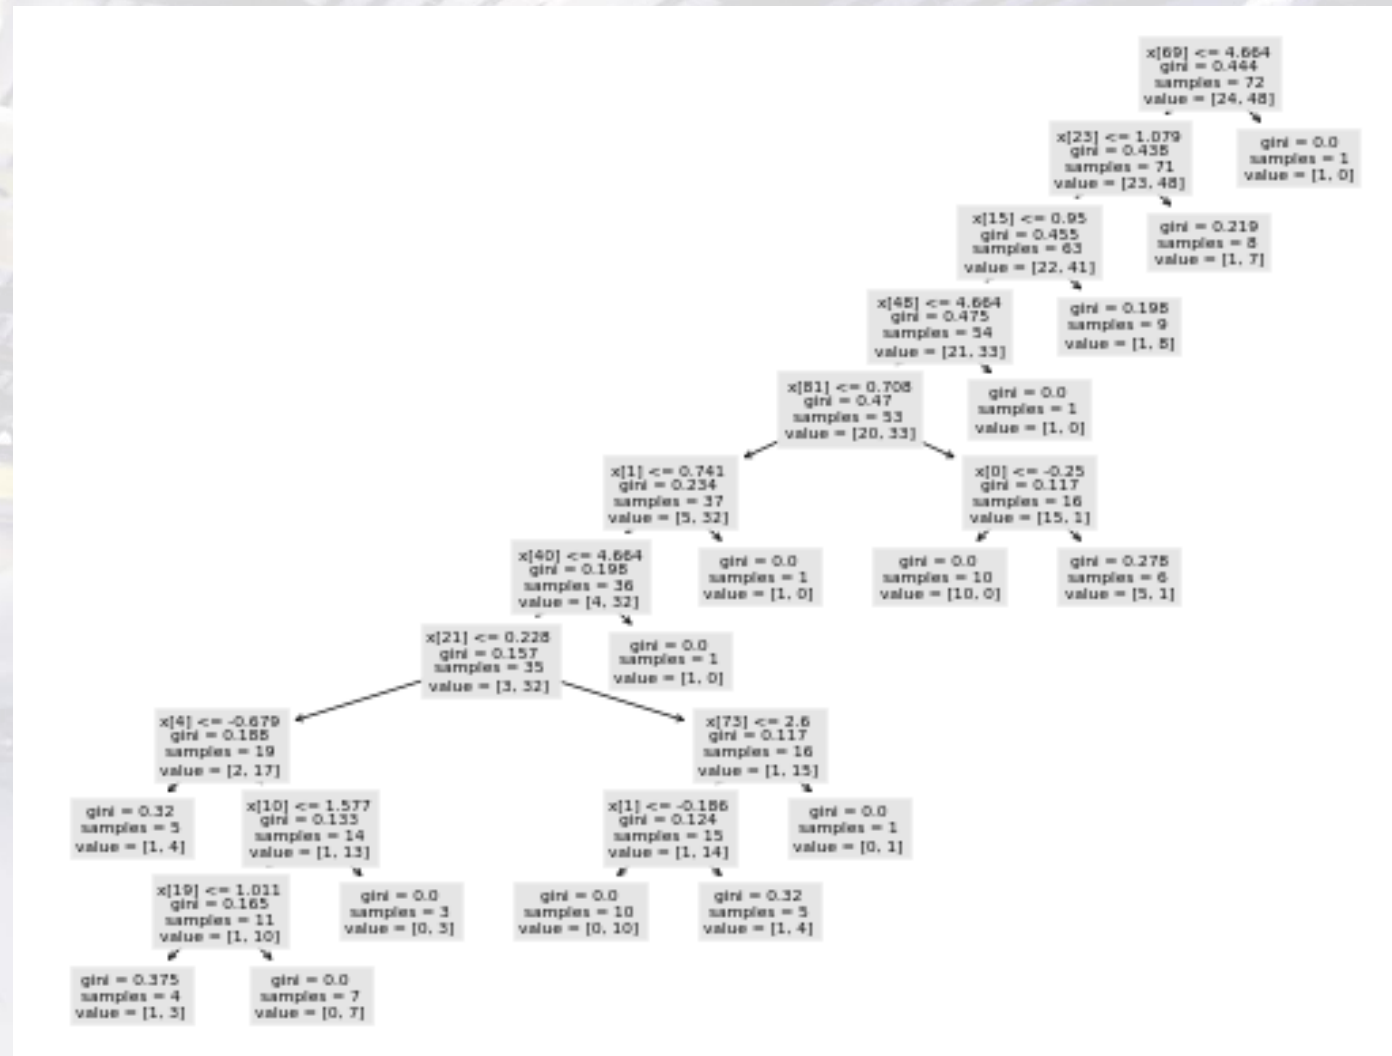 x[69] <= 4.664
gini = 0.444
samples = 72
value = [24, 48]
x[23] <= 1.079
gini = 0.438
samples = 71
value = [23, 48]
gini = 0.0
samples = 1
value = [1, 0]
x[15] <= 0.95
gini = 0.455
samples = 63
value = [22, 41]
gini = 0.219
samples = 8
value = [1, 7]
x[48] <= 4.664
gini = 0.475
samples = 54
value = [21, 33]
gini = 0.198
samples = 9
value = [1, 8]
x[81] <= 0.708
gini = 0.47
samples = 53
value = [20, 33]
gini = 0.0
samples = 1
value = [1, 0]
x[1] <= 0.741
gini = 0.234
samples = 37
value = [5, 32]
x[0] <= -0.25
gini = 0.117
samples = 16
value = [15, 1]
x[40] <= 4.664
gini = 0.198
samples = 36
value = [4, 32]
gini = 0.0
samples = 1
value = [1, 0]
gini = 0.0
samples = 10
value = [10, 0]
gini = 0.278
samples = 6
value = [5, 1]
x[21] <= 0.228
gini = 0.157
samples = 35
value = [3, 32]
gini = 0.0
samples = 1
value = [1, 0]
x[4] <= -0.679
gini = 0.188
samples = 19
value = [2, 17]
x[73] <= 2.6
gini = 0.117
samples = 16
value = [1, 15]
gini = 0.32
samples = 5
value = [1, 4]
x[10] <= 1.577
gini = 0.133
samples = 14
value = [1, 13]
x[1] <= -0.186
gini = 0.124
samples = 15
value = [1, 14]
gini = 0.0
samples = 1
value = [0, 1]
x[19] <= 1.011
gini = 0.165
samples = 11
value = [1, 10]
gini = 0.0
samples = 3
value = [0, 3]
gini = 0.0
samples = 10
value = [0, 10]
gini = 0.32
samples = 5
value = [1, 4]
gini = 0.375
samples = 4
value = [1, 3]
gini = 0.0
samples = 7
value = [0, 7]